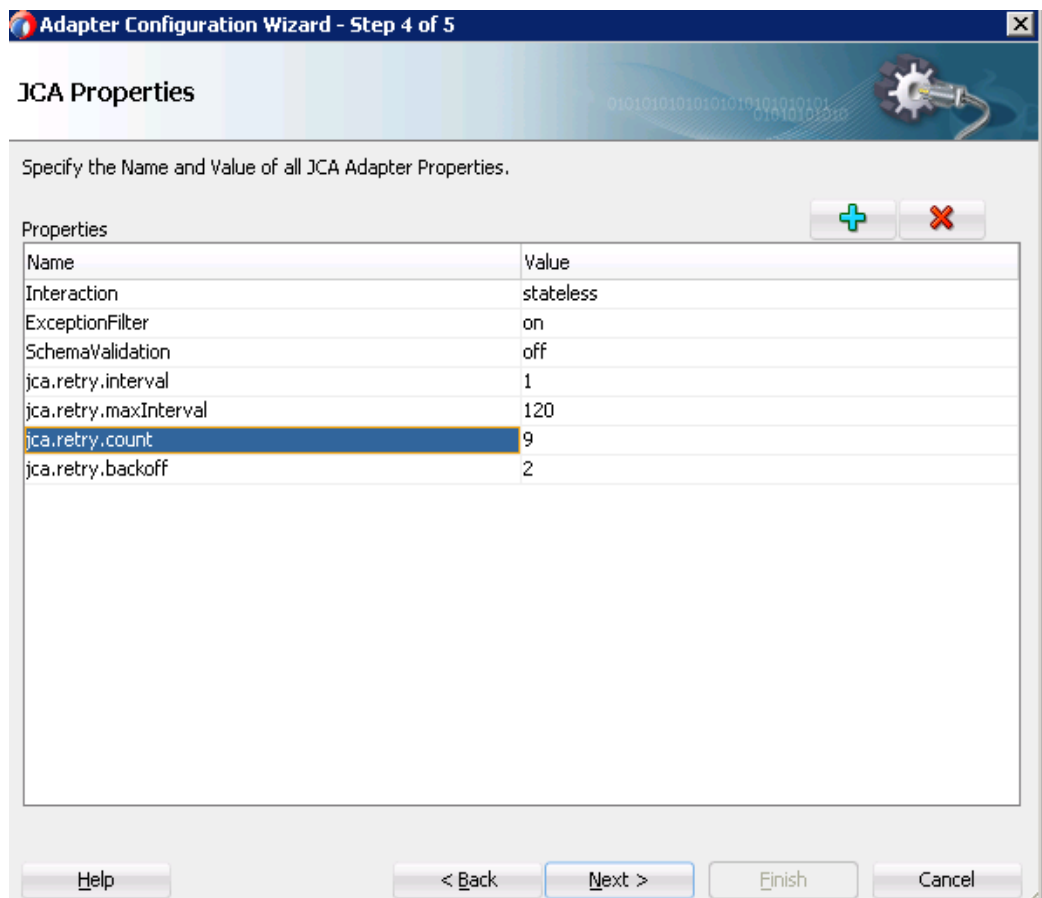 Adapter Configuration Wizard - Step 4 of 5
JCA Properties
Specify the Name and Value of all JCA Adapter Properties.
Properties
Name Value
Interaction stateless
ExceptionFilter on
SchemaValidation off
jca.retry.interval 1
jca.retry.maxInterval 120
jca.retry.count 9
jca.retry.backoff 2
Help < Back Next > Finish Cancel